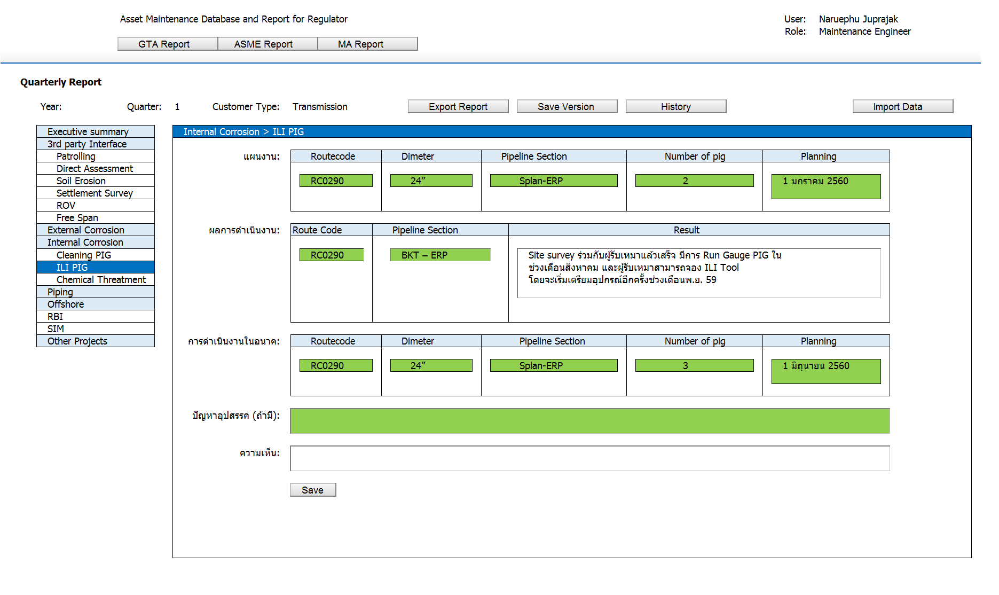 Asset Maintenance Database and Report for Regulator
User: Naruephu Juprajak
Role: Maintenance Engineer
GTA Report ASME Report MA Report
Quarterly Report
Year: Quarter: 1 Customer Type: Transmission Export Report Save Version History Import Data
Executive summary
3rd party Interface
Patrolling
Direct Assessment
Soil Erosion
Settlement Survey
ROV
Free Span
External Corrosion
Internal Corrosion
Cleaning PIG
ILI PIG
Chemical Threatment
Piping
Offshore
RBI
SIM
Other Projects
Internal Corrosion > ILI PIG
แผนงาน: Routecode Dimeter Pipeline Section Number of pig Planning
RC0290 24” Splan-ERP 2 1 มกราคม 2560
ผลการดำเนินงาน: Route Code Pipeline Section Result
RC0290 BKT – ERP Site survey ร่วมกับผู้รับเหมาแล้วเสร็จ มีการ Run Gauge PIG ใน
ช่วงเดือนสิงหาคม และผู้รับเหมาสามารถจอง ILI Tool
โดยจะเริ่มเตรียมอุปกรณ์อีกครั้งช่วงเดือนพ.ย. 59
การดำเนินงานในอนาค: Routecode Dimeter Pipeline Section Number of pig Planning
RC0290 24” Splan-ERP 3 1 มิถุนายน 2560
ปัญหาอุปสรรค (ถ้ามี):
ความเห็น:
Save